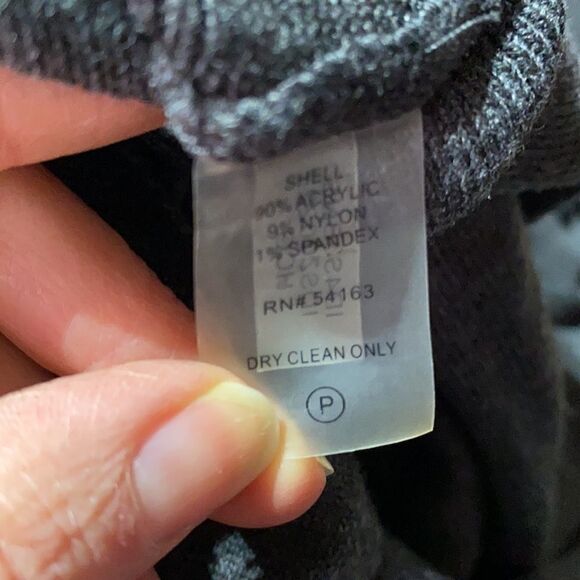 SHELL
90% ACRYLIC
9% NYLON
1% SPANDEX
RN# 54163
DRY CLEAN ONLY
P